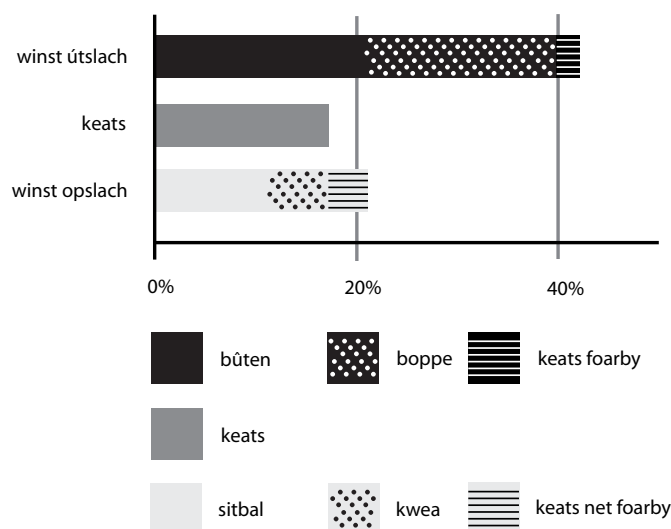 winst útslach
keats
winst opslach
0% 20% 40%
bûten boppe keats foarby
keats
sitbal kwea keats net foarby